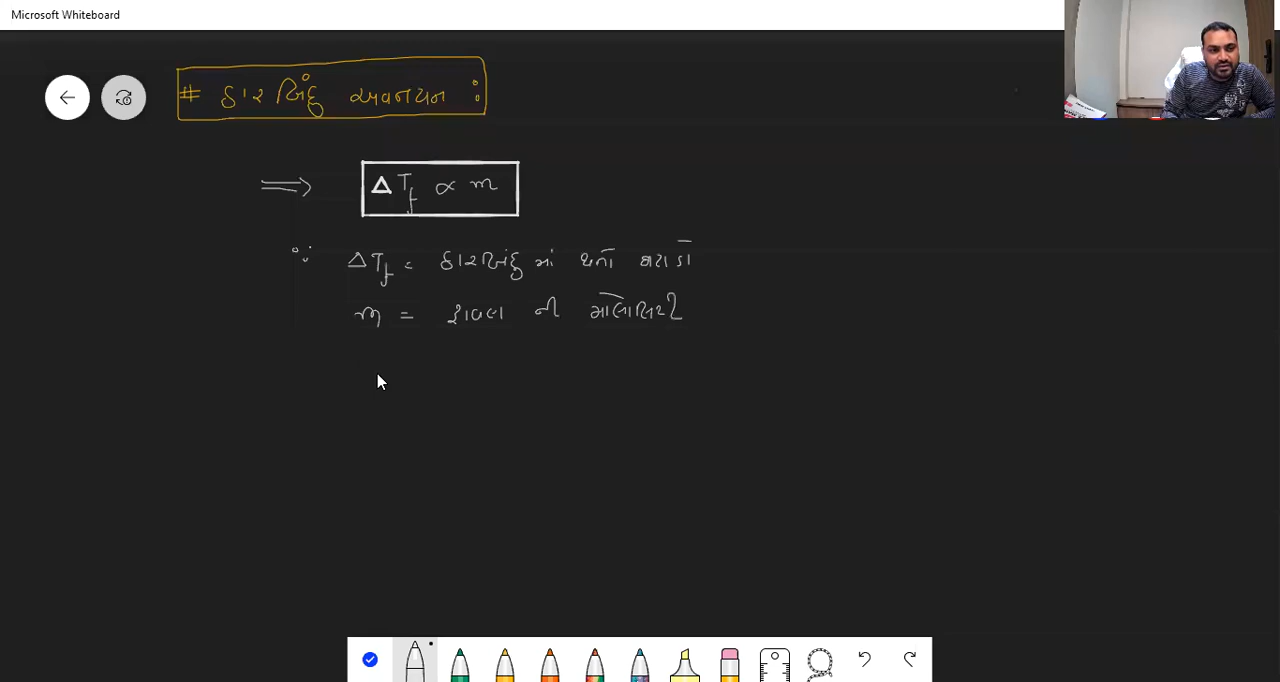 Microsoft Whiteboard
# ઠારબિંદુ અવનયન :
⇒ ΔTf ∝ m
∵ ΔTf = ઠારબિંદુ માં થતો ઘટાડો
m = દ્રાવણ ની મોલાલિટી